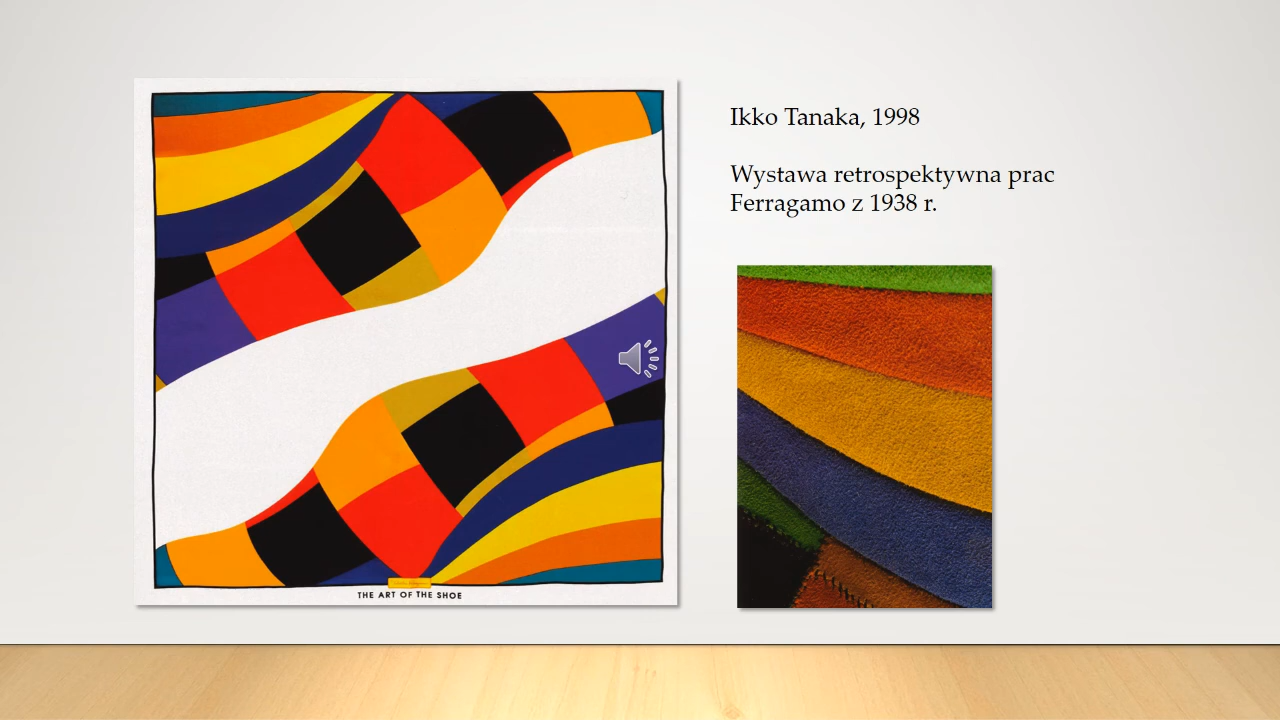 Ikko Tanaka, 1998
Wystawa retrospektywna prac
Ferragamo z 1938 r.
THE ART OF THE SHOE